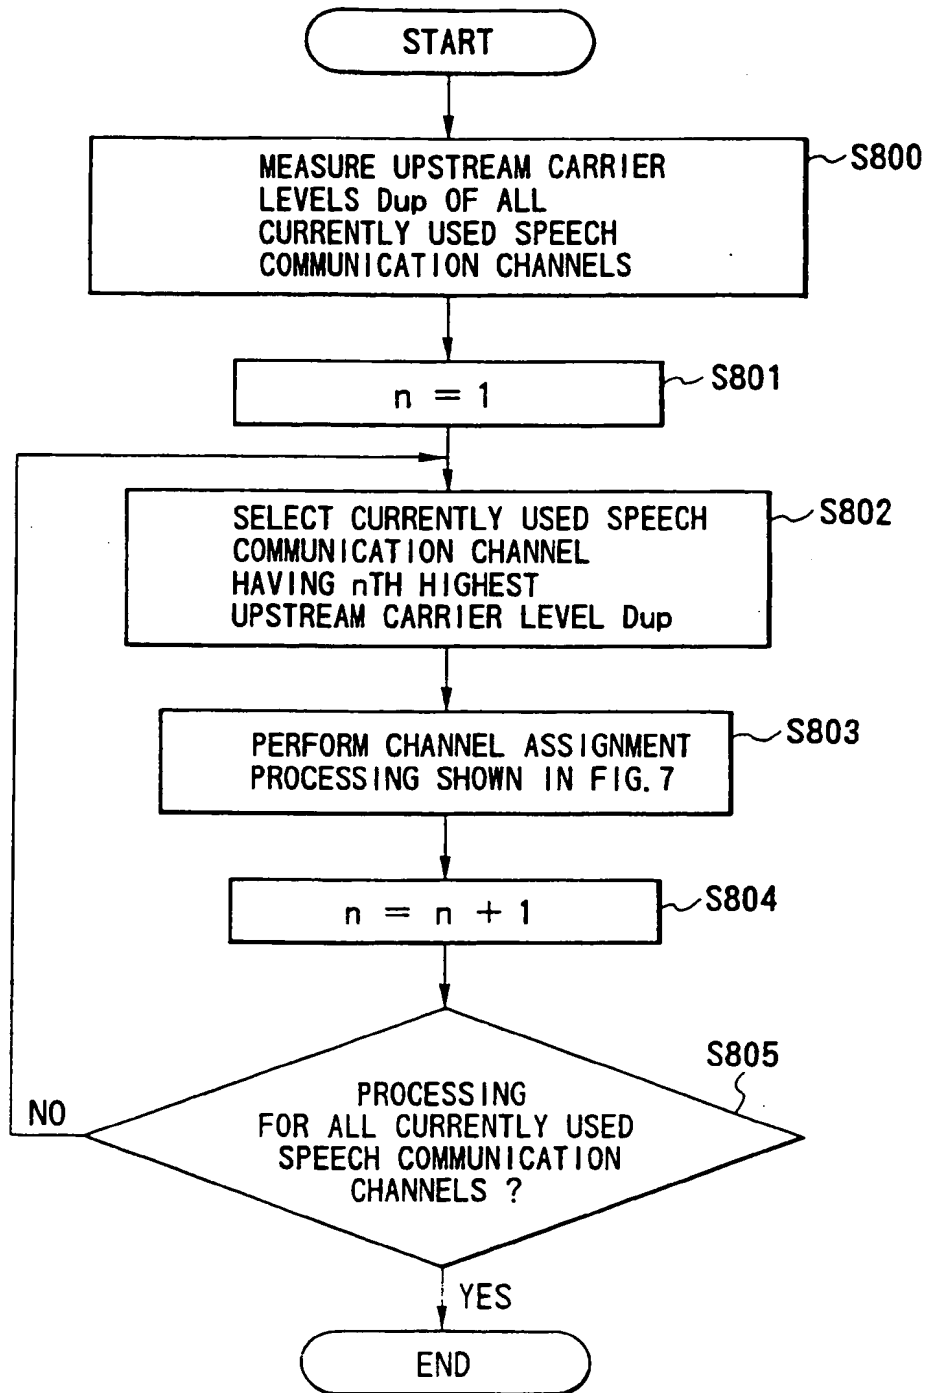 START
MEASURE UPSTREAM CARRIER
LEVELS Dup OF ALL
CURRENTLY USED SPEECH
COMMUNICATION CHANNELS
S800
n = 1
S801
SELECT CURRENTLY USED SPEECH
COMMUNICATION CHANNEL
HAVING nTH HIGHEST
UPSTREAM CARRIER LEVEL Dup
S802
PERFORM CHANNEL ASSIGNMENT
PROCESSING SHOWN IN FIG. 7
S803
n = n + 1
S804
PROCESSING
FOR ALL CURRENTLY USED
SPEECH COMMUNICATION
CHANNELS ?
S805
NO
YES
END